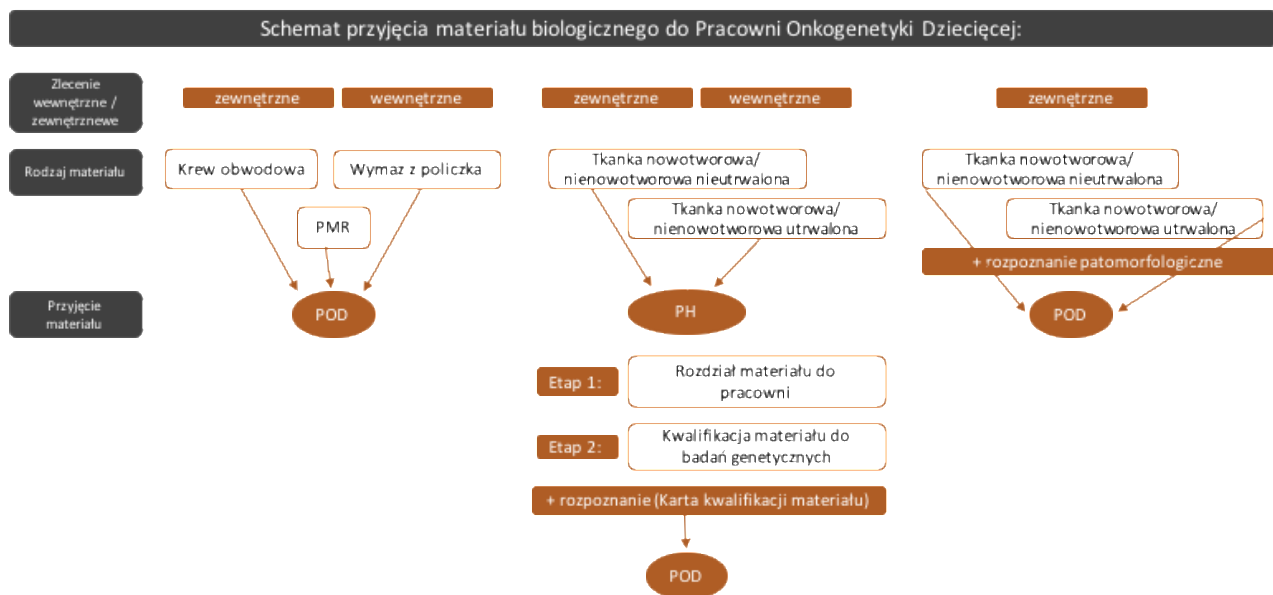 Schemat przyjęcia materiału biologicznego do Pracowni Onkogenetyki Dziecięcej:
Zlecenie
wewnętrzne /
zewnętrznewe
zewnętrzne
wewnętrzne
zewnętrzne
wewnętrzne
zewnętrzne
Rodzaj materiału
Krew obwodowa
Wymaz z policzka
PMR
Tkanka nowotworowa/
nienowotworowa nieutrwalona
Tkanka nowotworowa/
nienowotworowa utrwalona
Tkanka nowotworowa/
nienowotworowa nieutrwalona
Tkanka nowotworowa/
nienowotworowa utrwalona
+ rozpoznanie patomorfologiczne
Przyjęcie
materiału
POD
PH
POD
Etap 1:
Rozdział materiału do
pracowni
Etap 2:
Kwalifikacja materiału do
badań genetycznych
+ rozpoznanie (Karta kwalifikacji materiału)
POD